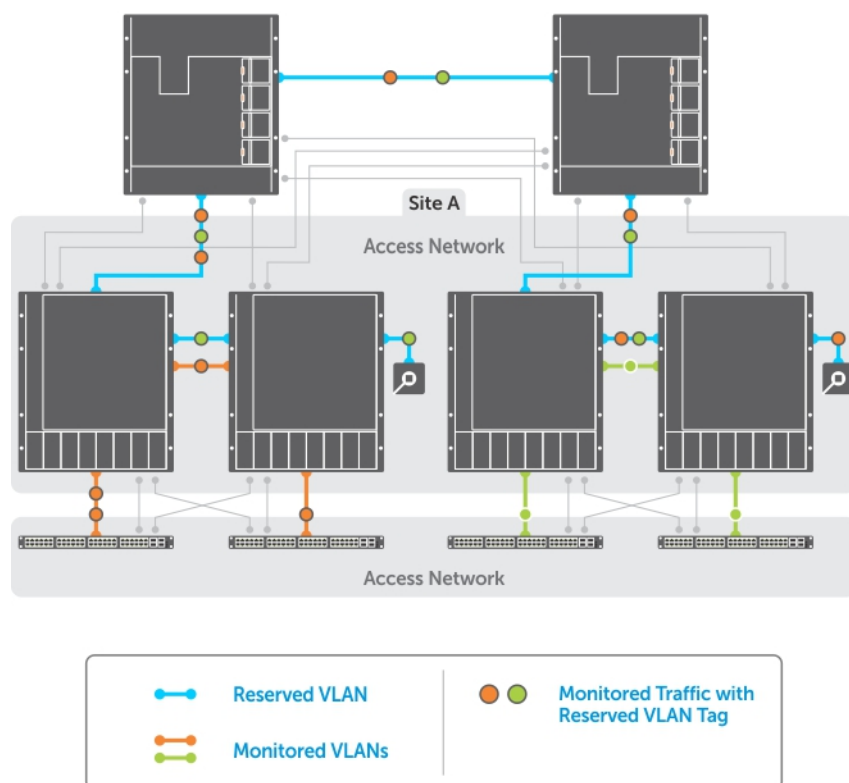 Site A
Access Network
Access Network
Reserved VLAN
Monitored VLANs
Monitored Traffic with
Reserved VLAN Tag